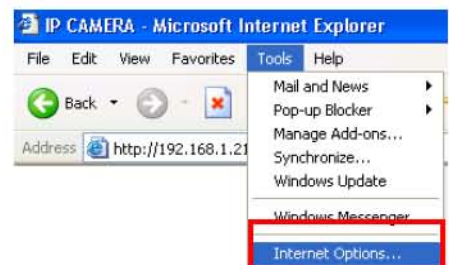 IP CAMERA - Microsoft Internet Explorer
File Edit View Favorites Tools Help
Back
Address http://192.168.1.21
Mail and News
Pop-up Blocker
Manage Add-ons...
Synchronize...
Windows Update
Windows Messenger
Internet Options...